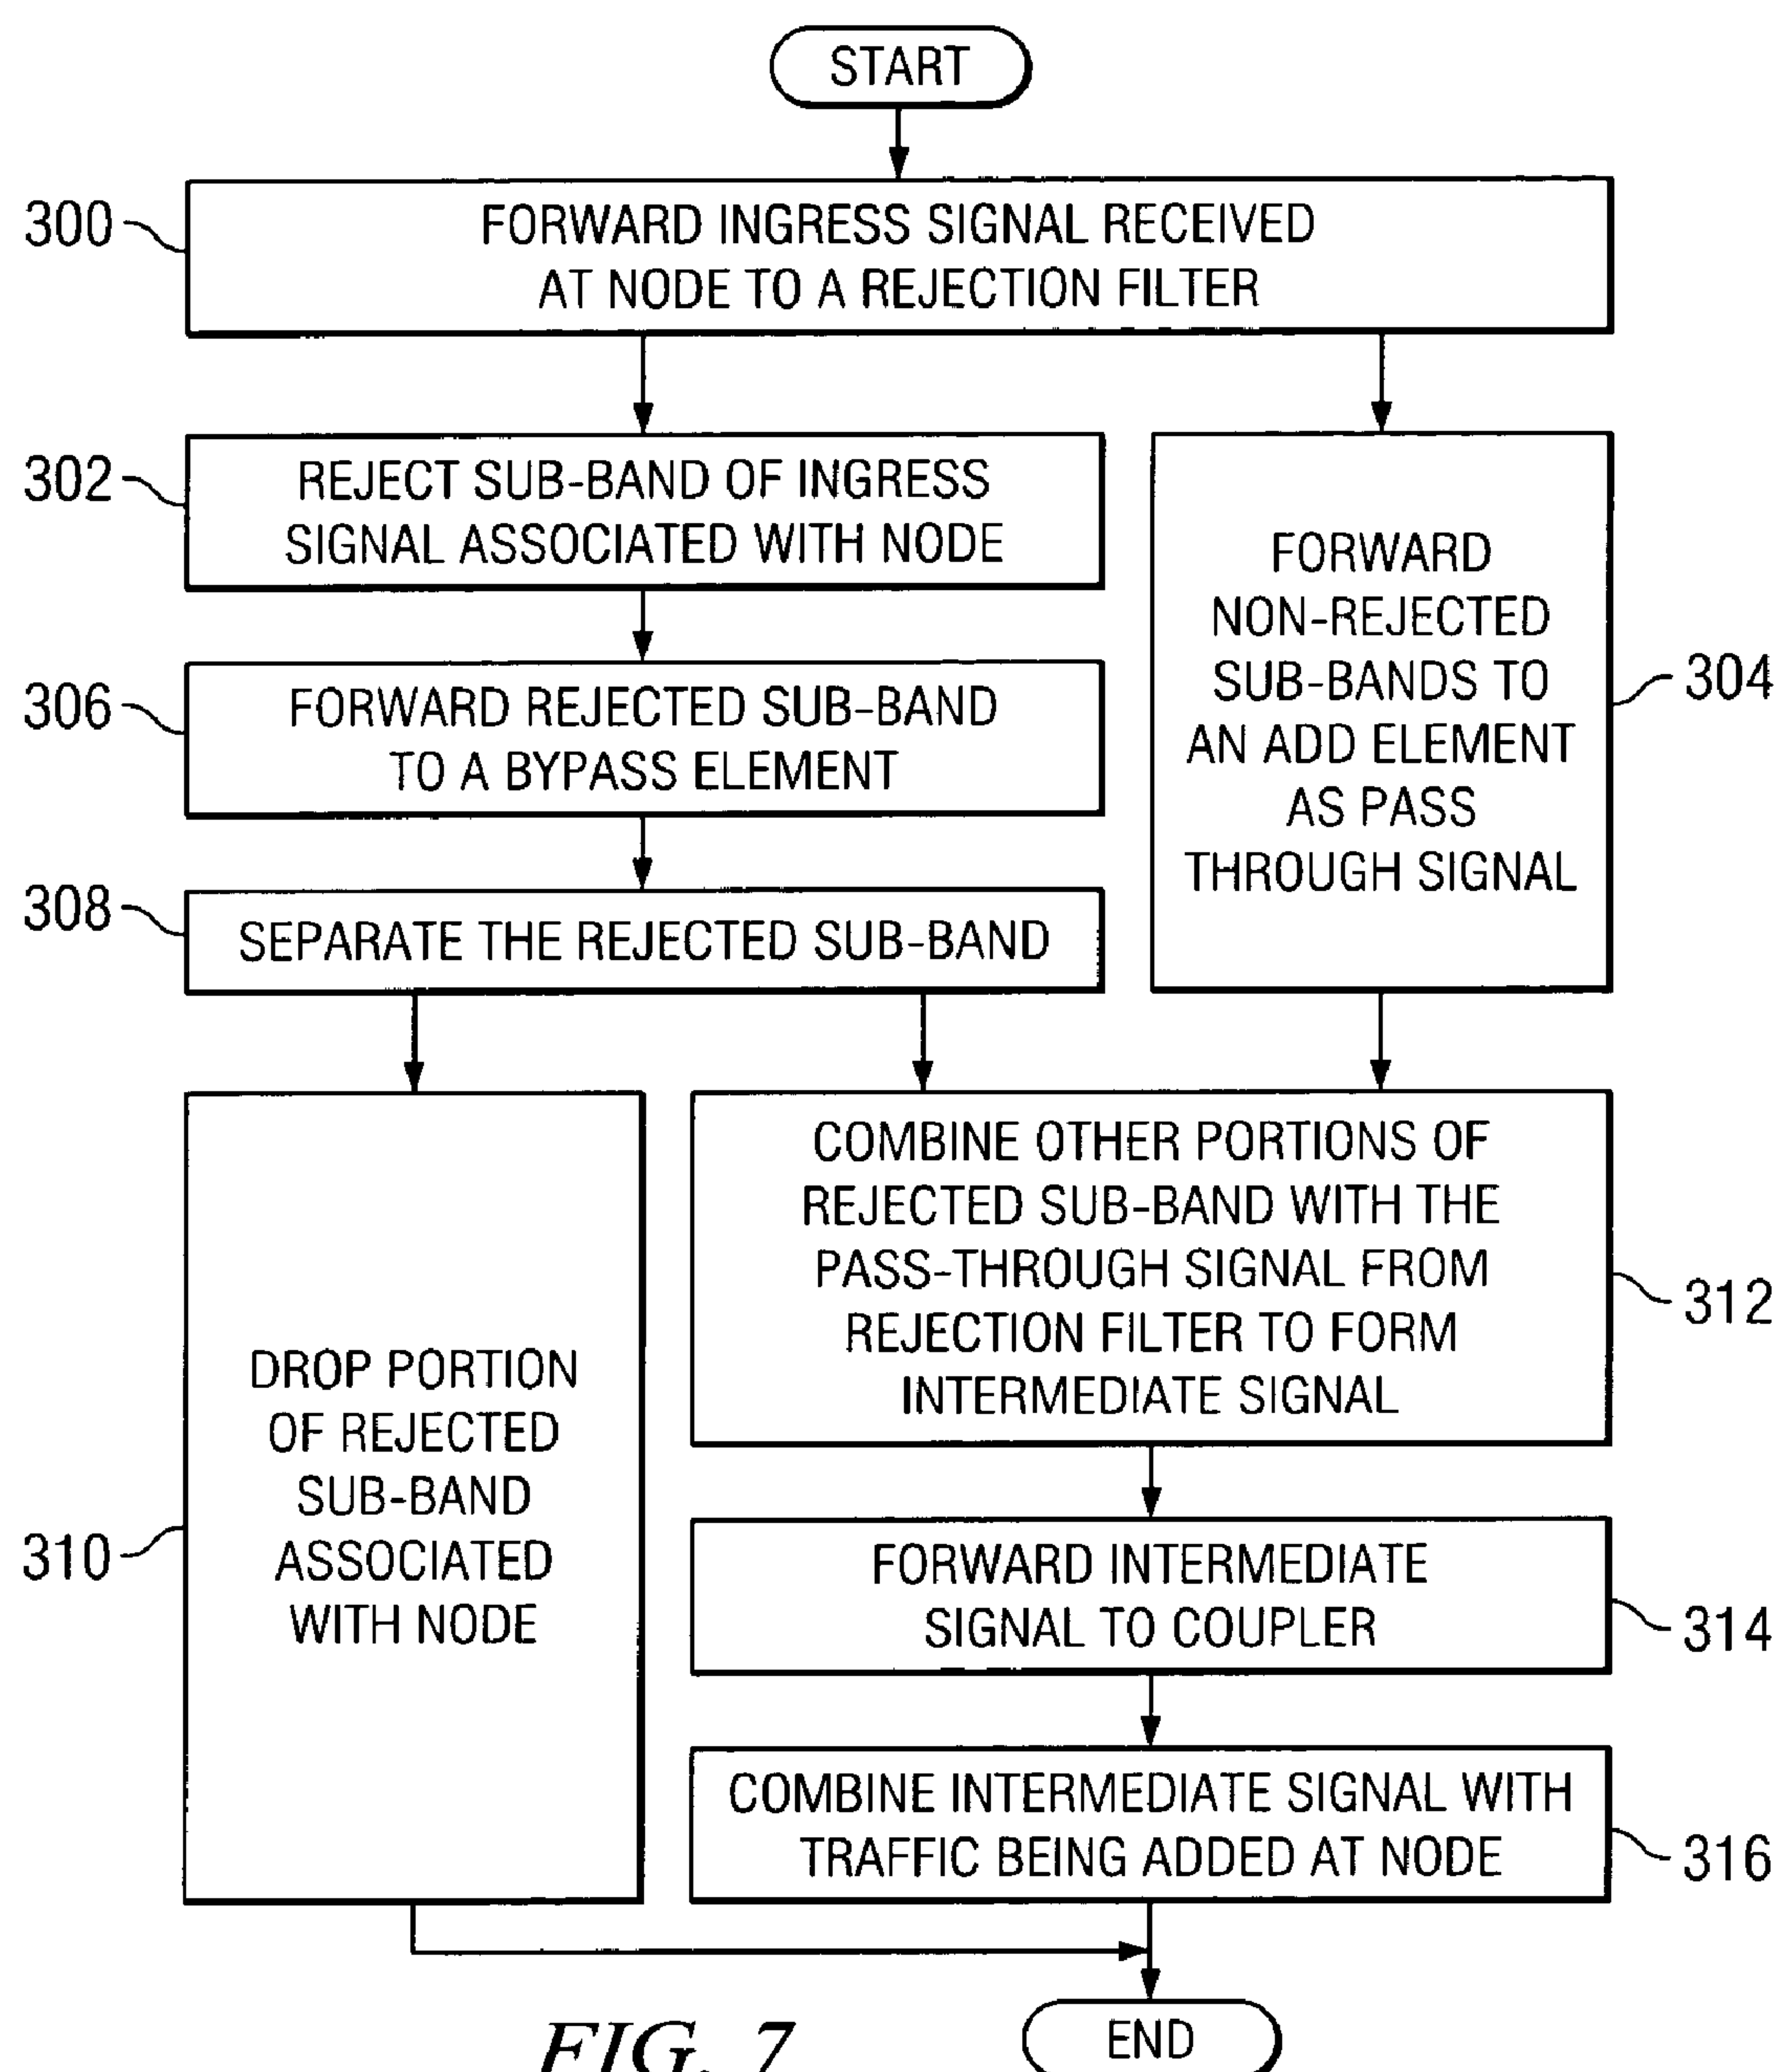 START
300
FORWARD INGRESS SIGNAL RECEIVED
AT NODE TO A REJECTION FILTER
302
REJECT SUB-BAND OF INGRESS
SIGNAL ASSOCIATED WITH NODE
304
FORWARD
NON-REJECTED
SUB-BANDS TO
AN ADD ELEMENT
AS PASS
THROUGH SIGNAL
306
FORWARD REJECTED SUB-BAND
TO A BYPASS ELEMENT
308
SEPARATE THE REJECTED SUB-BAND
310
DROP PORTION
OF REJECTED
SUB-BAND
ASSOCIATED
WITH NODE
312
COMBINE OTHER PORTIONS OF
REJECTED SUB-BAND WITH THE
PASS-THROUGH SIGNAL FROM
REJECTION FILTER TO FORM
INTERMEDIATE SIGNAL
314
FORWARD INTERMEDIATE
SIGNAL TO COUPLER
316
COMBINE INTERMEDIATE SIGNAL WITH
TRAFFIC BEING ADDED AT NODE
END
FIG. 7